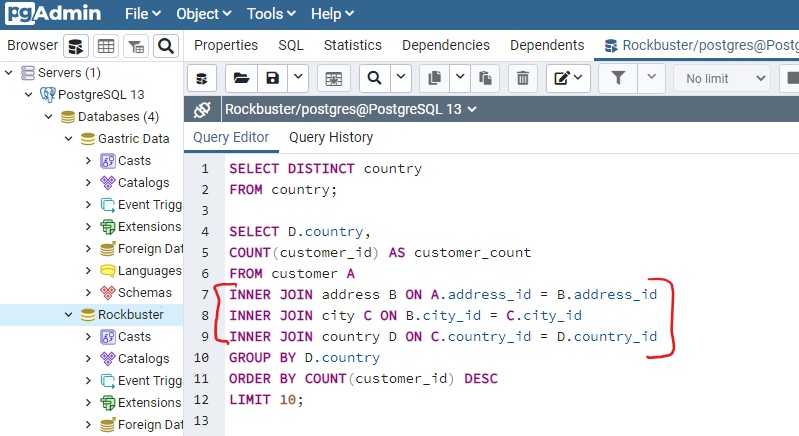 pgAdmin File Object Tools Help
Browser Properties SQL Statistics Dependencies Dependents Rockbuster/postgres@Postg
Servers (1)
PostgreSQL 13
Databases (4)
Gastric Data
Casts
Catalogs
Event Trigg
Extensions
Foreign Dat
Languages
Schemas
Rockbuster
Casts
Catalogs
Event Trigg
Extensions
Foreign Dat
No limit
Rockbuster/postgres@PostgreSQL 13
Query Editor Query History
1 SELECT DISTINCT country
2 FROM country;
3
4 SELECT D.country,
5 COUNT(customer_id) AS customer_count
6 FROM customer A
7 INNER JOIN address B ON A.address_id = B.address_id
8 INNER JOIN city C ON B.city_id = C.city_id
9 INNER JOIN country D ON C.country_id = D.country_id
10 GROUP BY D.country
11 ORDER BY COUNT(customer_id) DESC
12 LIMIT 10;
13